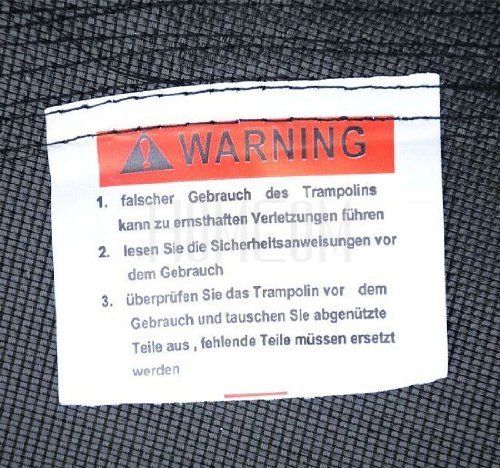 WARNING
1. falscher Gebrauch des Trampolins
kann zu ernsthaften Verletzungen führen
2. lesen Sie die Sicherheitsanweisungen vor
dem Gebrauch
3. überprüfen Sie das Trampolin vor dem
Gebrauch und tauschen Sie abgenützte
Teile aus , fehlende Teile müssen ersetzt
werden
HOMCOM